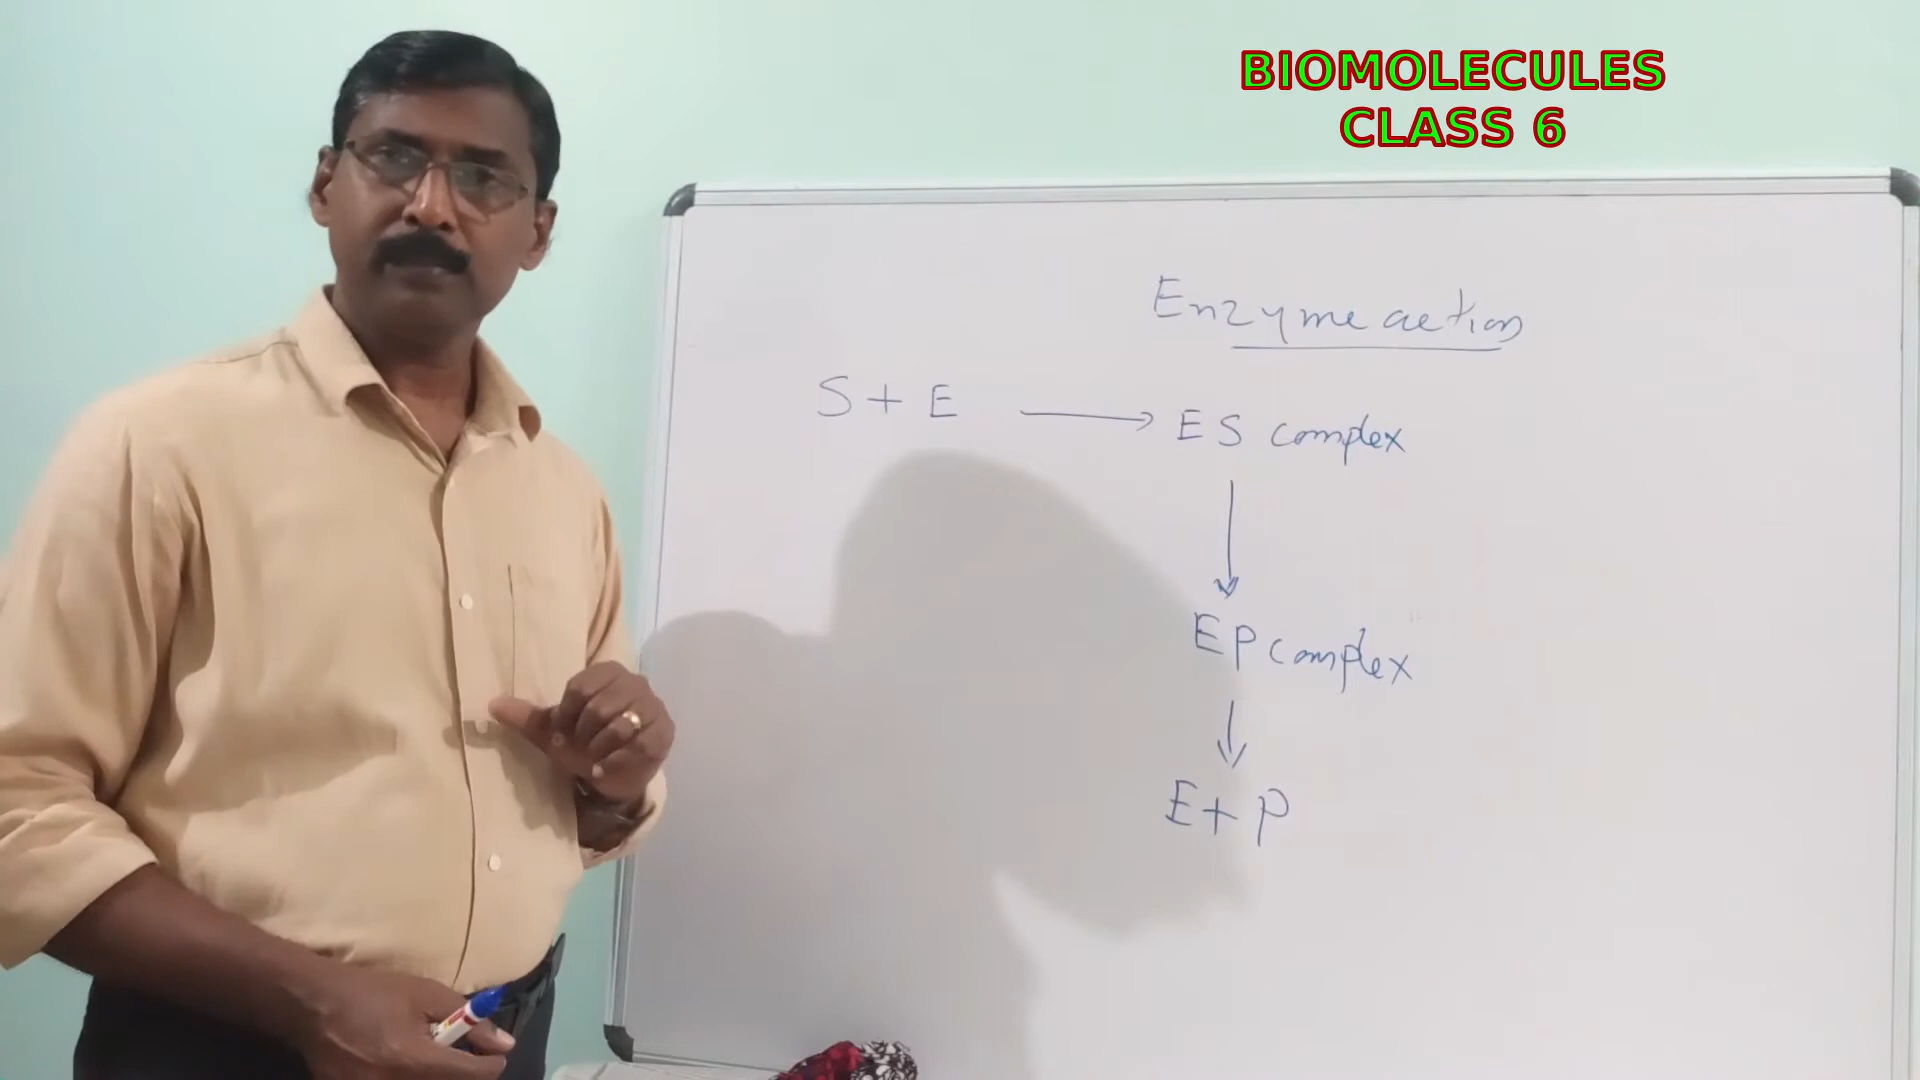 BIOMOLECULES
CLASS 6
Enzyme action
S + E → ES complex
↓
EP complex
↓
E + P